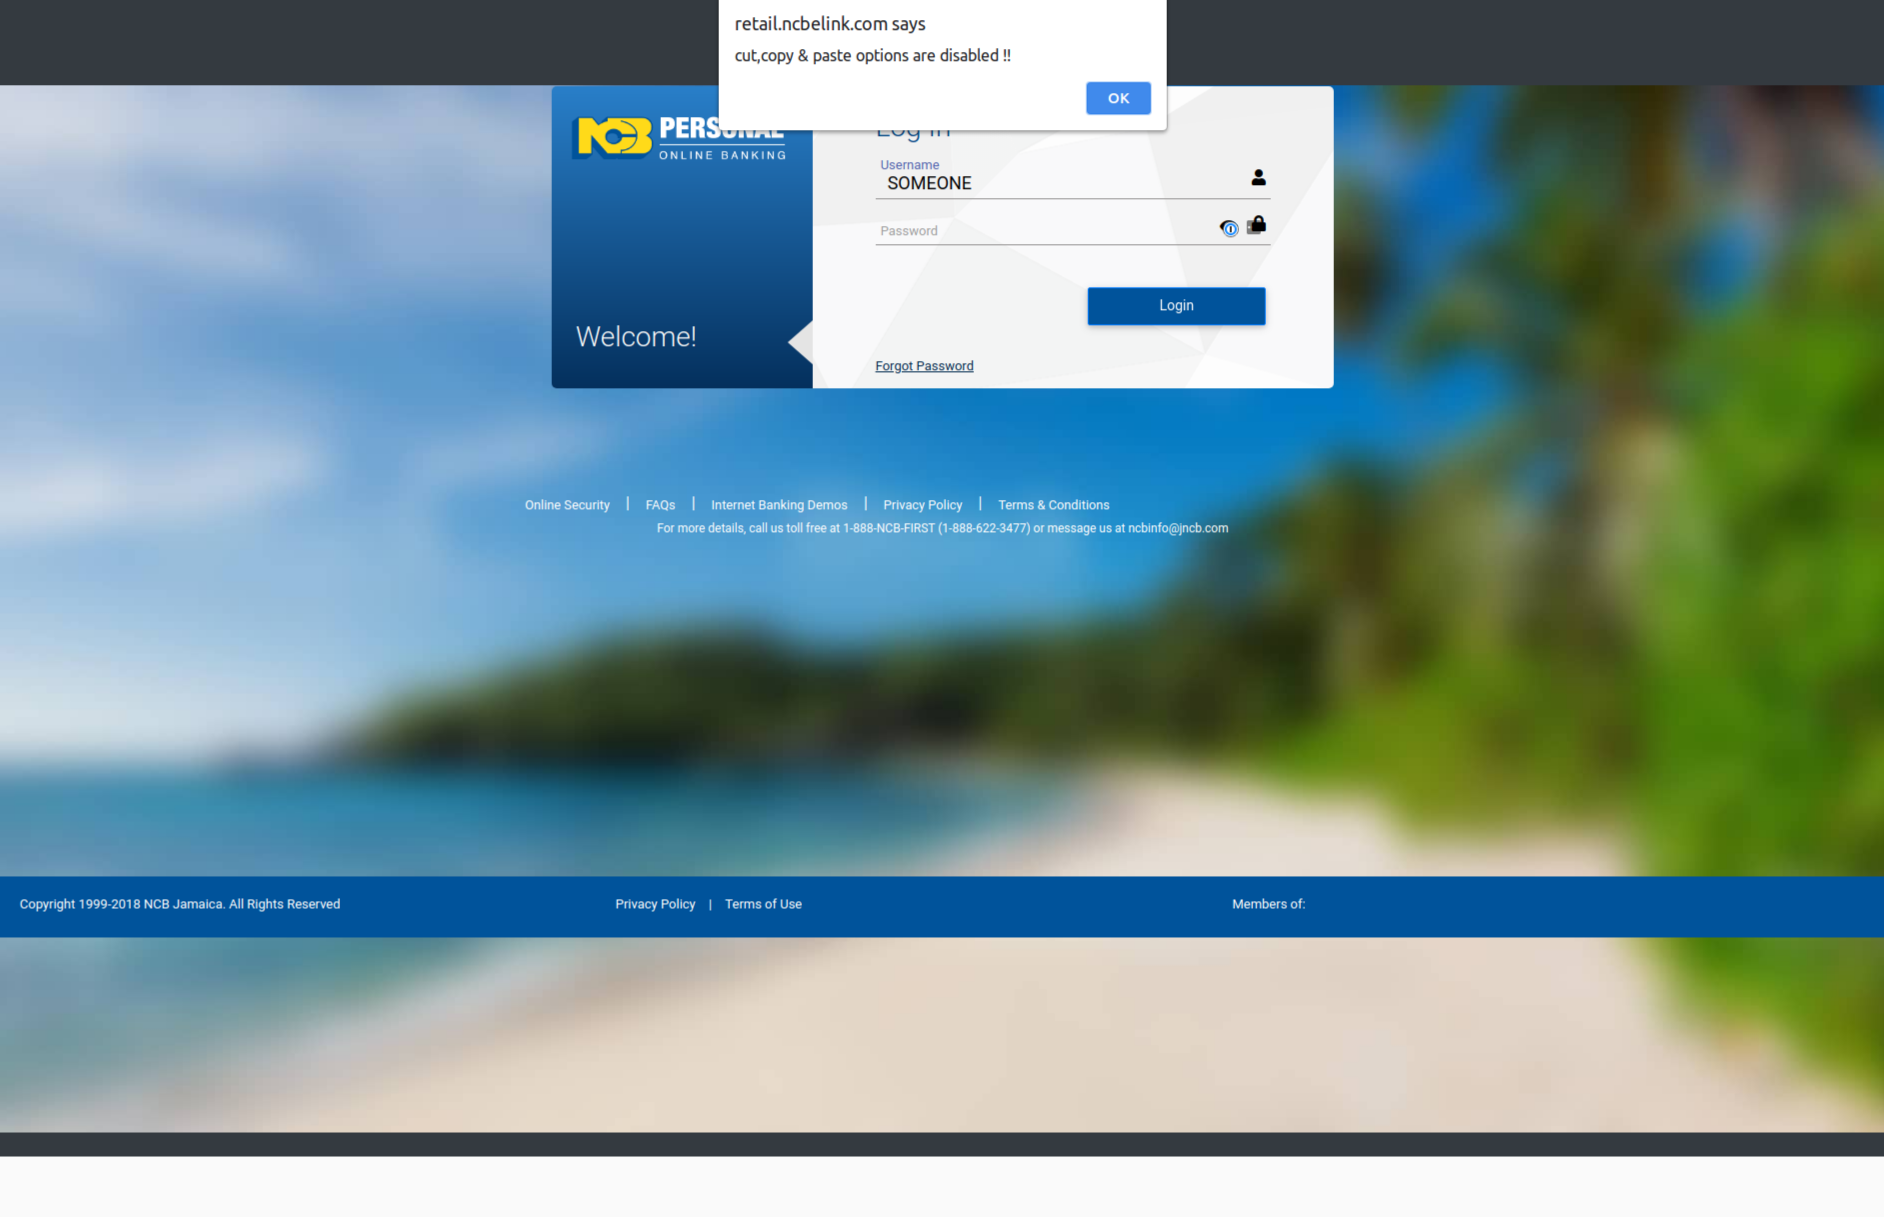 retail.ncbelink.com says
cut,copy & paste options are disabled !!
OK
NCB PERSONAL
ONLINE BANKING
Log in
Username
SOMEONE
Password
Login
Welcome!
Forgot Password
Online Security | FAQs | Internet Banking Demos | Privacy Policy | Terms & Conditions
For more details, call us toll free at 1-888-NCB-FIRST (1-888-622-3477) or message us at ncbinfo@jncb.com
Copyright 1999-2018 NCB Jamaica. All Rights Reserved
Privacy Policy | Terms of Use
Members of: